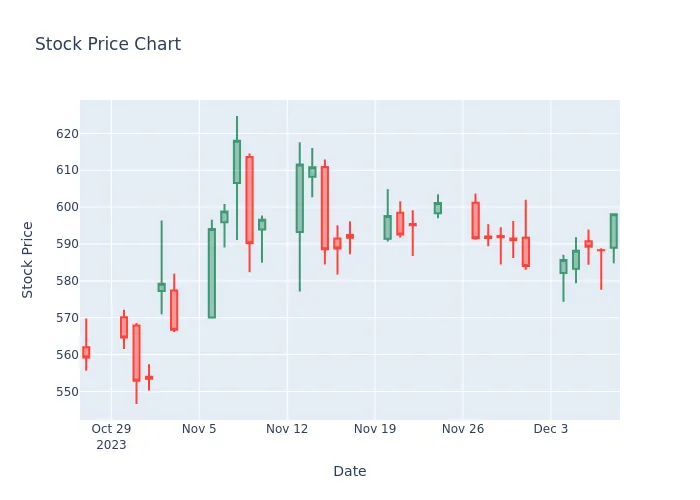 Stock Price Chart
Stock Price
620
610
600
590
580
570
560
550
Oct 29
2023
Nov 5
Nov 12
Nov 19
Nov 26
Dec 3
Date